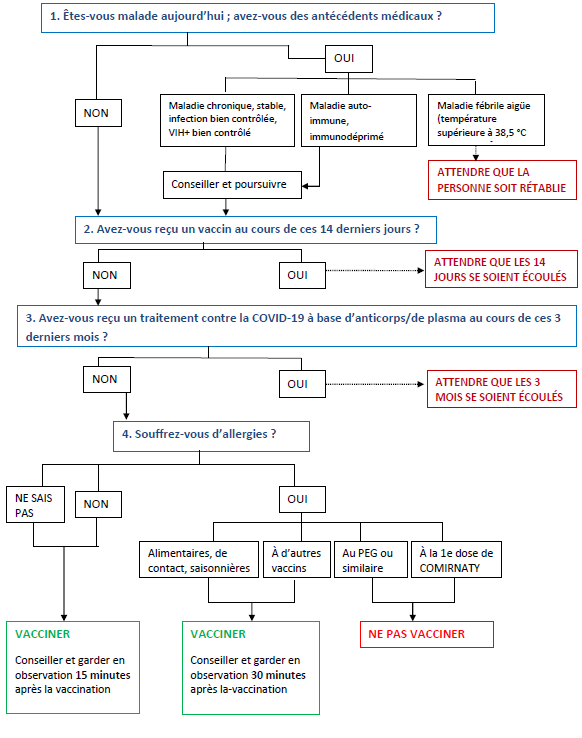 1. Êtes-vous malade aujourd'hui ; avez-vous des antécédents médicaux ?
OUI
NON
Maladie chronique, stable,
infection bien contrôlée,
VIH+ bien contrôlé
Maladie auto-
immune,
immunodéprimé
Maladie fébrile aigüe
(température
supérieure à 38,5 °C
Conseiller et poursuivre
ATTENDRE QUE LA
PERSONNE SOIT RÉTABLIE
2. Avez-vous reçu un vaccin au cours de ces 14 derniers jours ?
NON
OUI
ATTENDRE QUE LES 14
JOURS SE SOIENT ÉCOULÉS
3. Avez-vous reçu un traitement contre la COVID-19 à base d'anticorps/de plasma au cours de ces 3
derniers mois ?
NON
OUI
ATTENDRE QUE LES 3
MOIS SE SOIENT ÉCOULÉS
4. Souffrez-vous d'allergies ?
NE SAIS
PAS
NON
OUI
Alimentaires, de
contact, saisonnières
À d'autres
vaccins
Au PEG ou
similaire
À la 1e dose de
COMIRNATY
VACCINER
Conseiller et garder en
observation 15 minutes
après la vaccination
VACCINER
Conseiller et garder en
observation 30 minutes
après la-vaccination
NE PAS VACCINER